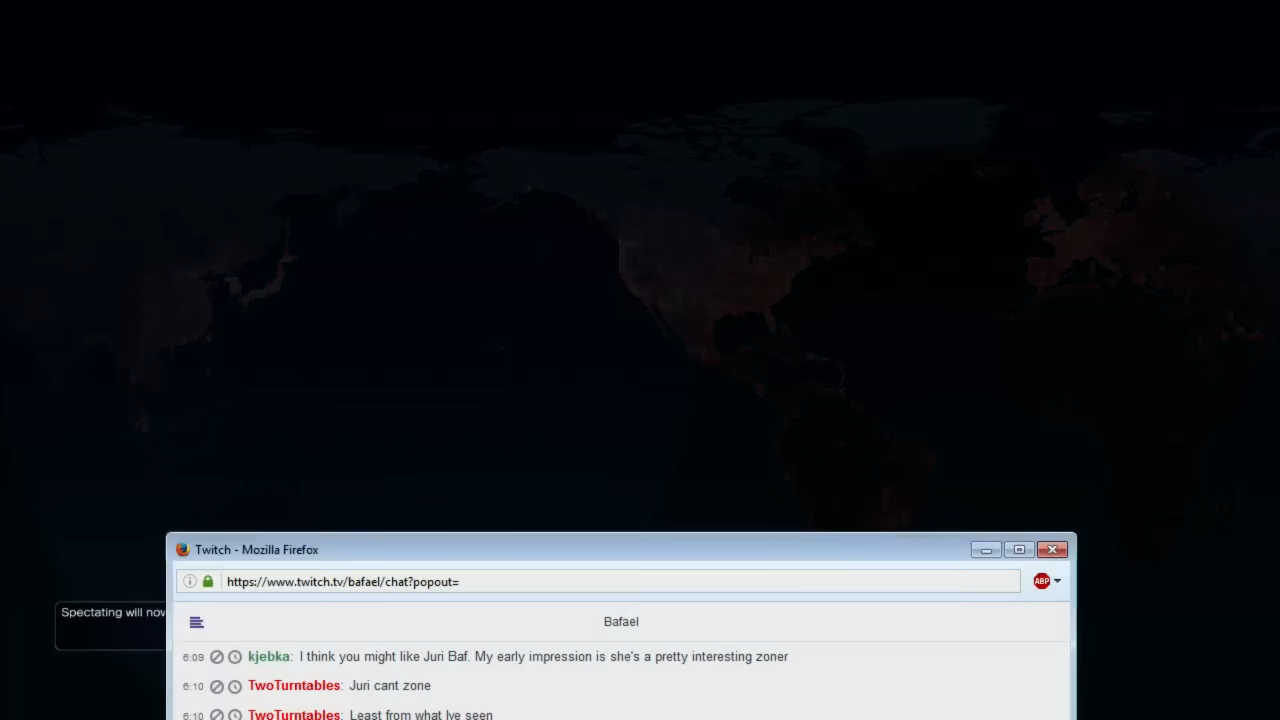 Twitch - Mozilla Firefox
https://www.twitch.tv/bafael/chat?popout=
ABP
Spectating will now
Bafael
6:09 kjebka: I think you might like Juri Baf. My early impression is she's a pretty interesting zoner
6:10 TwoTurntables: Juri cant zone
6:10 TwoTurntables: Least from what Ive seen